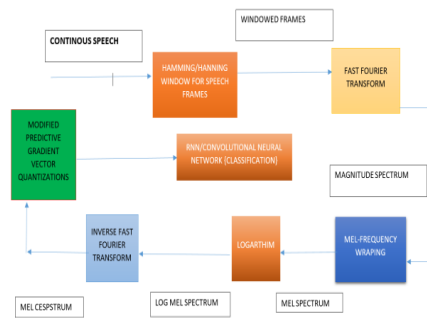 WINDOWED FRAMES
CONTINOUS SPEECH
HAMMING/HANNING
WINDOW FOR SPEECH
FRAMES
FAST FOURIER
TRANSFORM
MODIFIED
PREDICTIVE
GRADIENT
VECTOR
QUANTIZATIONS
RNN/CONVOLUTIONAL NEURAL
NETWORK (CLASSIFICATION)
MAGNITUDE SPECTRUM
INVERSE FAST
FOURIER
TRANSFORM
LOGARTHIM
MEL-FREQUENCY
WRAPING
MEL CESPSTRUM
LOG MEL SPECTRUM
MEL SPECTRUM